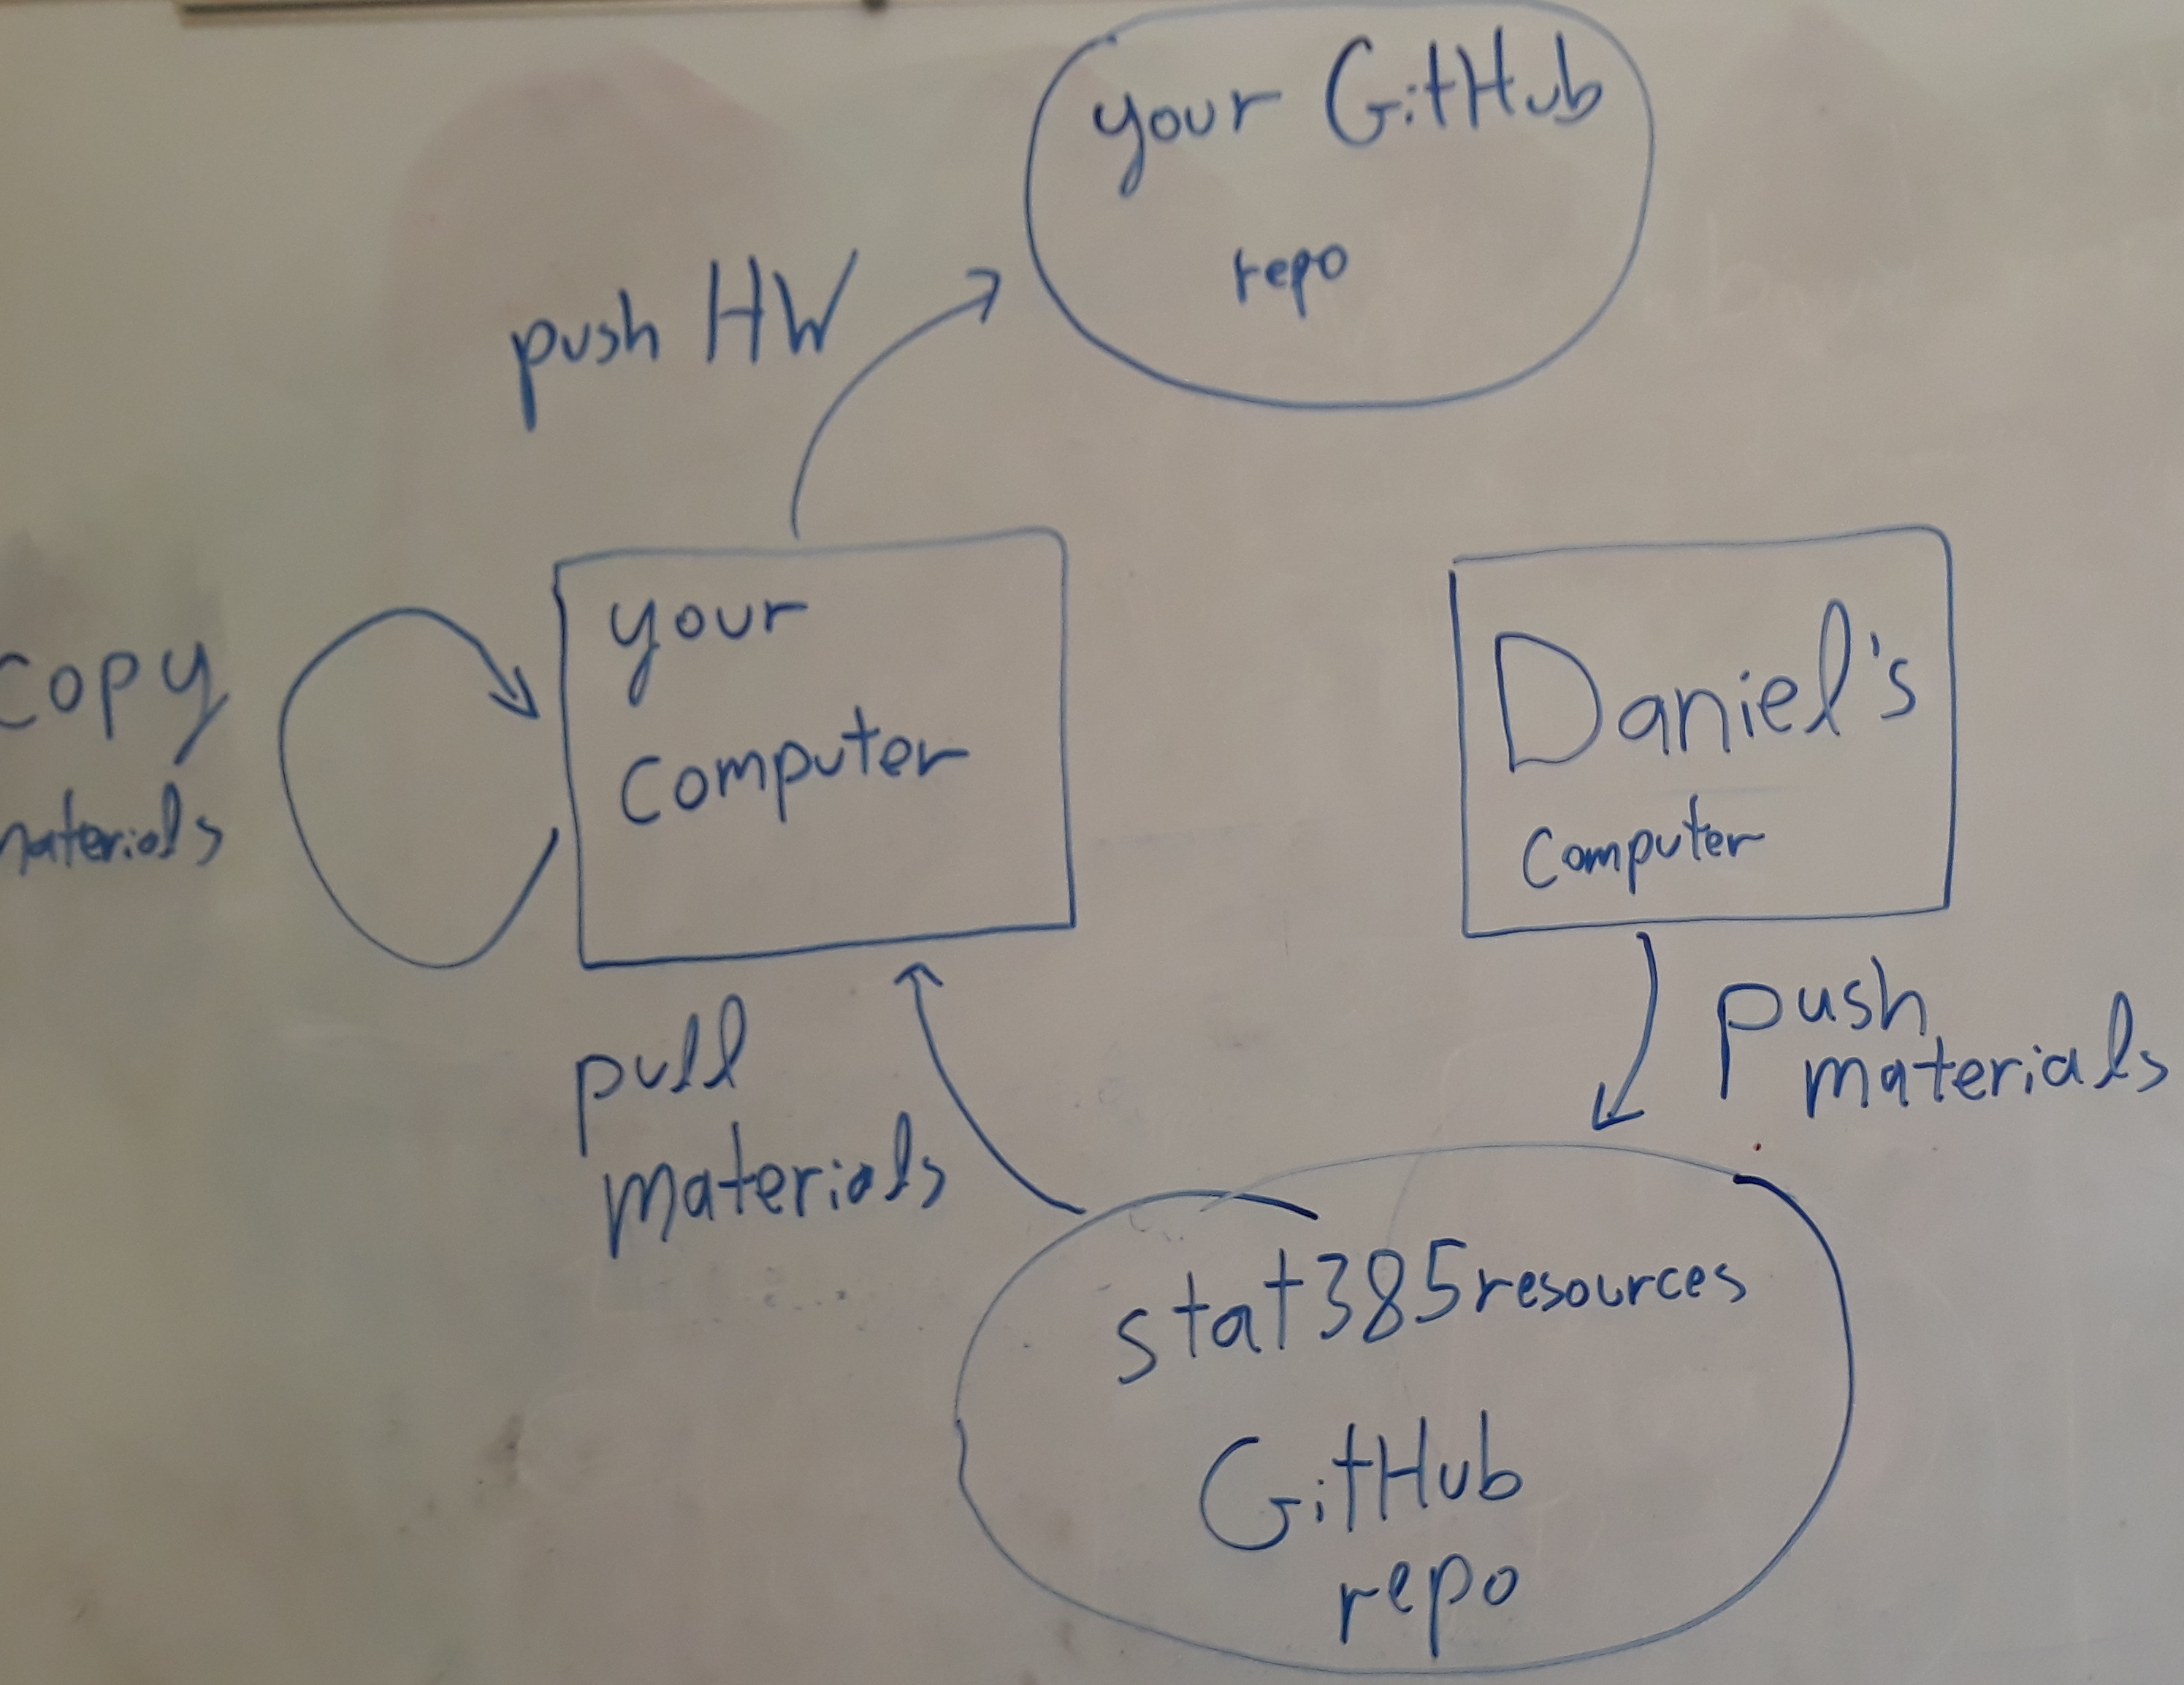 your GitHub
repo
push HW
your
computer
copy
materials
Daniel's
Computer
pull
materials
push
materials
stat385resources
GitHub
repo